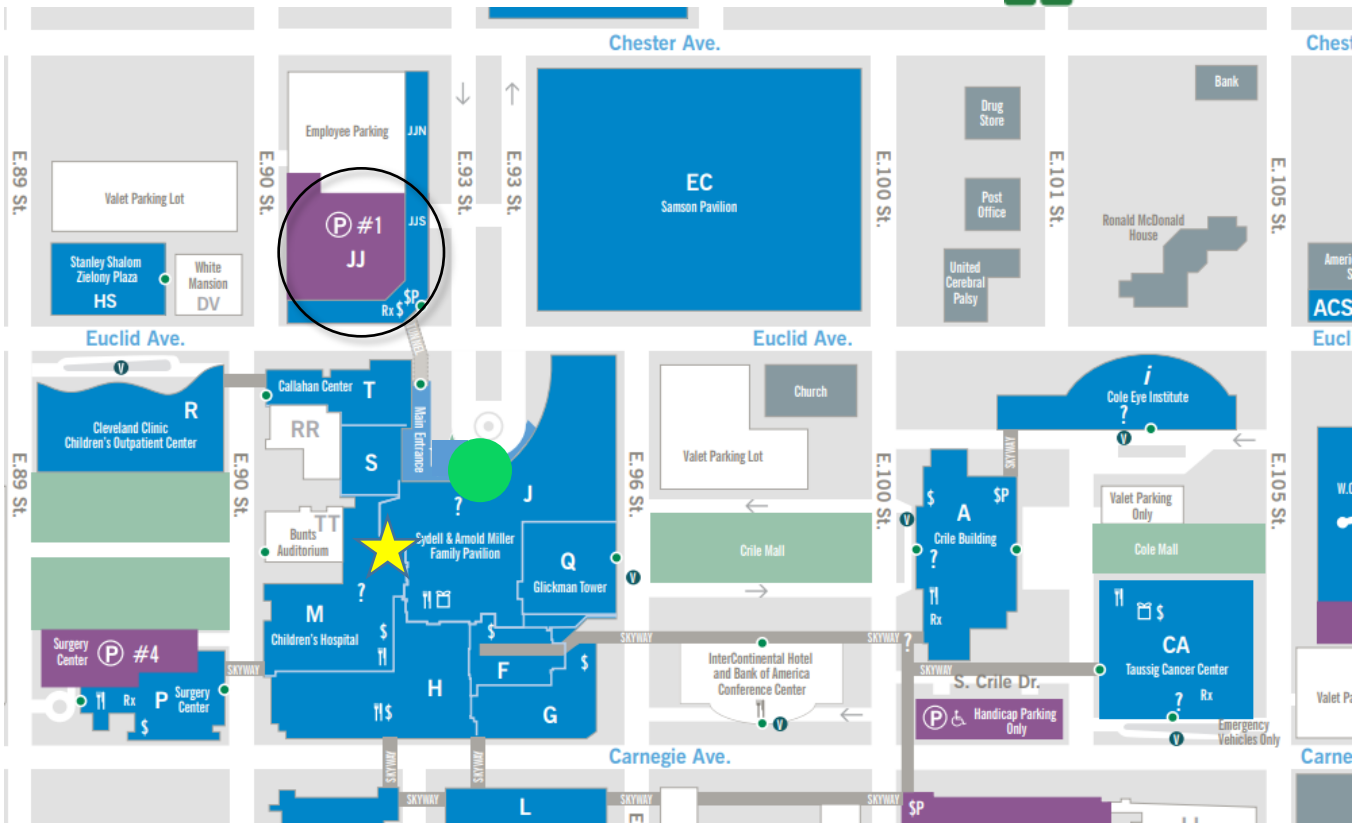 Chester Ave.
Chest
E.89 St.
E.90 St.
E.93 St.
E.93 St.
E.100 St.
E.101 St.
E.105 St.
Employee Parking
JJN
JJS
P #1
JJ
Rx $
$P
Valet Parking Lot
Stanley Shalom
Zielony Plaza
HS
White
Mansion
DV
EC
Samson Pavilion
Drug
Store
Post
Office
United
Cerebral
Palsy
Bank
Ronald McDonald
House
Ameri
S
ACS
Euclid Ave.
Euclid Ave.
Eucl
V
R
Cleveland Clinic
Children's Outpatient Center
Callahan Center T
RR
S
Main Entrance
J
?
Sydell & Arnold Miller
Family Pavilion
TT
Bunts
Auditorium
?
M
Children's Hospital
$
Q
Glickman Tower
V
$
F
$
H
$
G
E.89 St.
E.90 St.
E.96 St.
E.100 St.
E.105 St.
Surgery
Center P #4
SKYWAY
Rx P Surgery
Center
$
Valet Parking Lot
Church
Crile Mall
SKYWAY
SKYWAY
?
InterContinental Hotel
and Bank of America
Conference Center
V
V
$
$P
A
Crile Building
?
Rx
SKYWAY
i
Cole Eye Institute
?
V
Valet Parking
Only
Cole Mall
$
CA
Taussig Cancer Center
?
Rx
V
Emergency
Vehicles Only
SKYWAY
S. Crile Dr.
P Handicap Parking
Only
W.O
Valet P
Carnegie Ave.
Carne
SKYWAY
SKYWAY
SKYWAY
L
SKYWAY
E
SKYWAY
$P